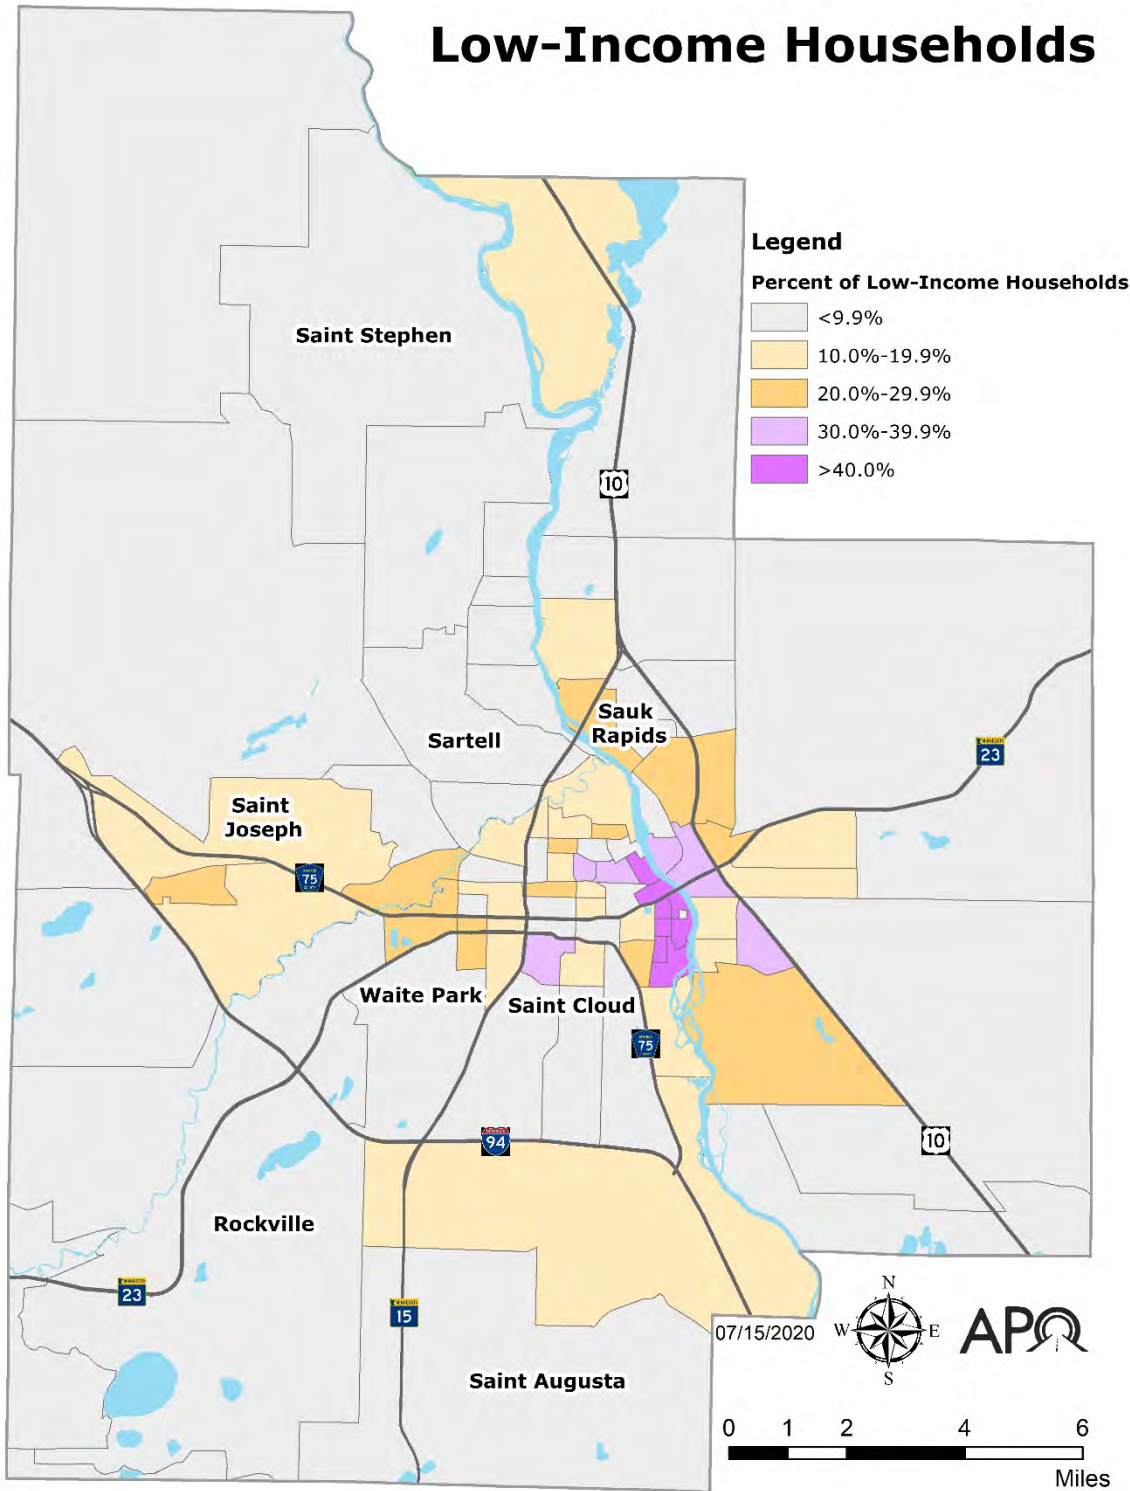 Low-Income Households
Legend
Percent of Low-Income Households
<9.9%
10.0%-19.9%
20.0%-29.9%
30.0%-39.9%
>40.0%
Saint Stephen
10
Sauk
Rapids
Sartell
23
Saint
Joseph
75
Waite Park
Saint Cloud
75
94
10
Rockville
23
15
Saint Augusta
07/15/2020
N
W
E
S
APO
0
1
2
4
6
Miles